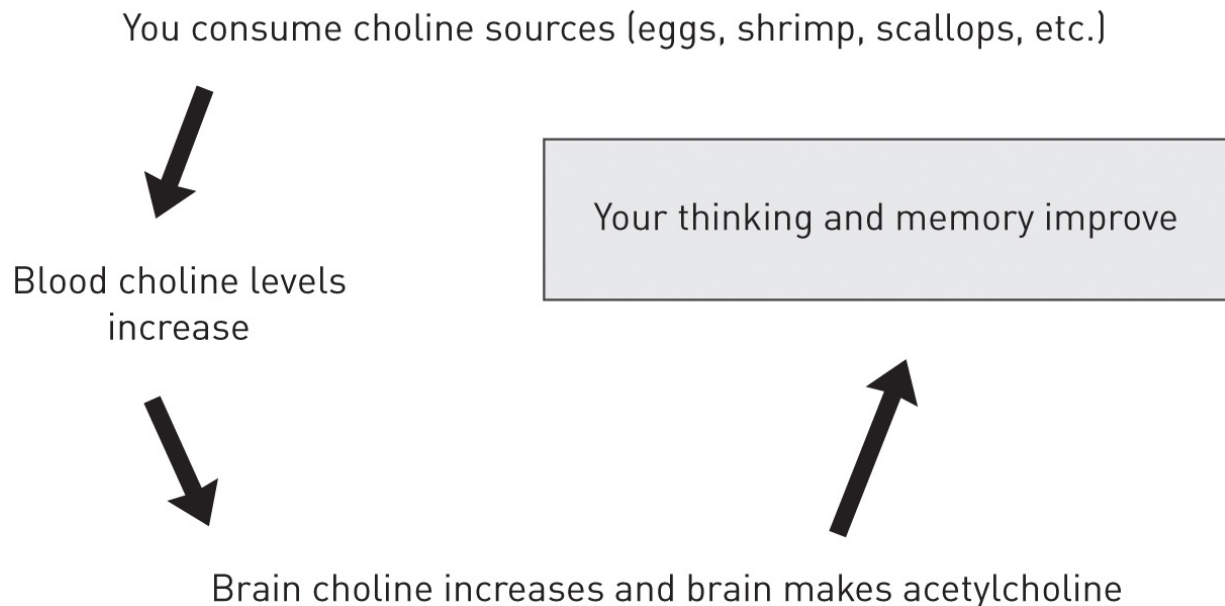 You consume choline sources (eggs, shrimp, scallops, etc.)
Blood choline levels
increase
Brain choline increases and brain makes acetylcholine
Your thinking and memory improve